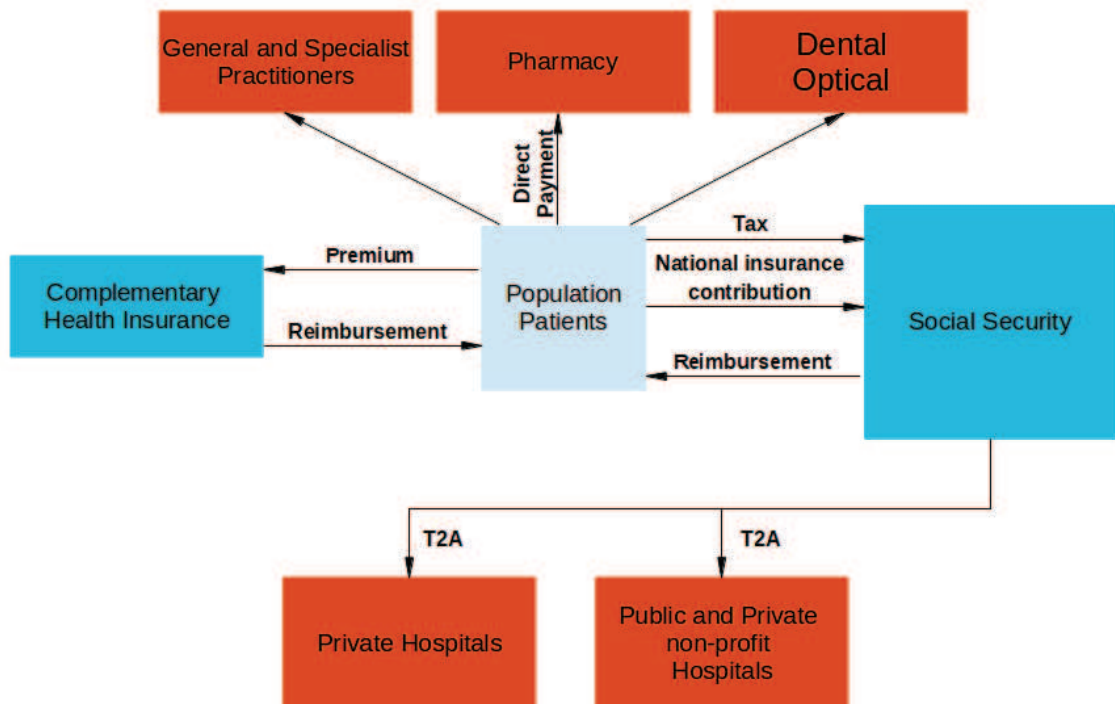 General and Specialist
Practitioners
Pharmacy
Dental
Optical
Direct
Payment
Premium
Tax
National insurance
contribution
Complementary
Health Insurance
Population
Patients
Social Security
Reimbursement
Reimbursement
T2A
T2A
Private Hospitals
Public and Private
non-profit
Hospitals